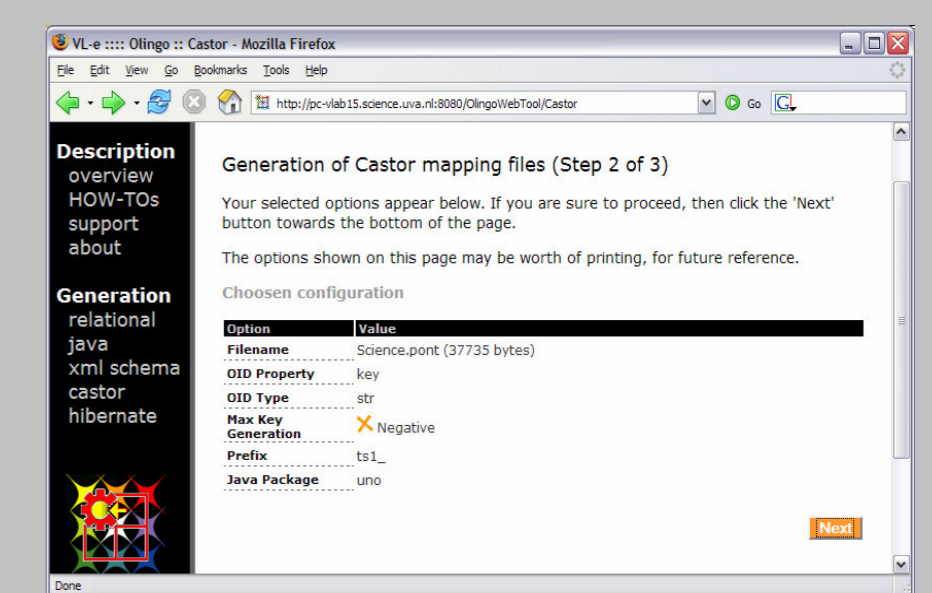 VL-e :::: Olingo :: Castor - Mozilla Firefox
File Edit View Go Bookmarks Tools Help
http://pc-vlab15.science.uva.nl:8080/OlingoWebTool/Castor
Go
G
Description
overview
HOW-TOs
support
about
Generation
relational
java
xml schema
castor
hibernate
Generation of Castor mapping files (Step 2 of 3)
Your selected options appear below. If you are sure to proceed, then click the 'Next'
button towards the bottom of the page.
The options shown on this page may be worth of printing, for future reference.
Choosen configuration
Option Value
Filename Science.pont (37735 bytes)
OID Property key
OID Type str
Max Key
Generation Negative
Prefix ts1_
Java Package uno
Next
Done